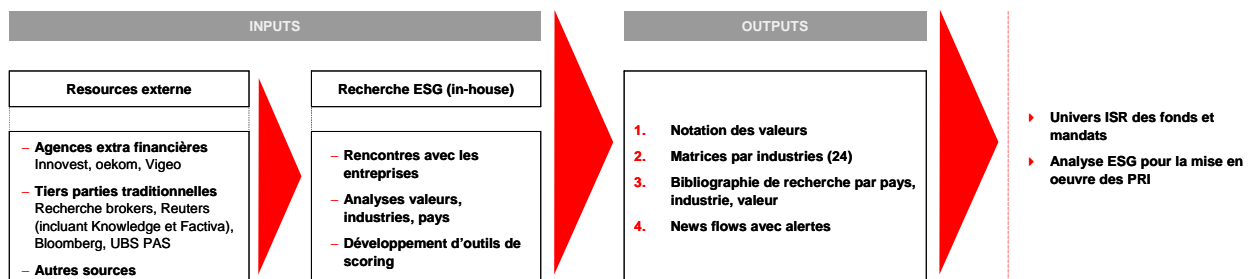 INPUTS
OUTPUTS
Resources externe
– Agences extra financières
Innovest, oekom, Vigeo
– Tiers parties traditionnelles
Recherche brokers, Reuters
(incluant Knowledge et Factiva),
Bloomberg, UBS PAS
– Autres sources
Recherche ESG (in-house)
– Rencontres avec les
entreprises
– Analyses valeurs,
industries, pays
– Développement d’outils de
scoring
1. Notation des valeurs
2. Matrices par industries (24)
3. Bibliographie de recherche par pays,
industrie, valeur
4. News flows avec alertes
Univers ISR des fonds et
mandats
Analyse ESG pour la mise en
oeuvre des PRI